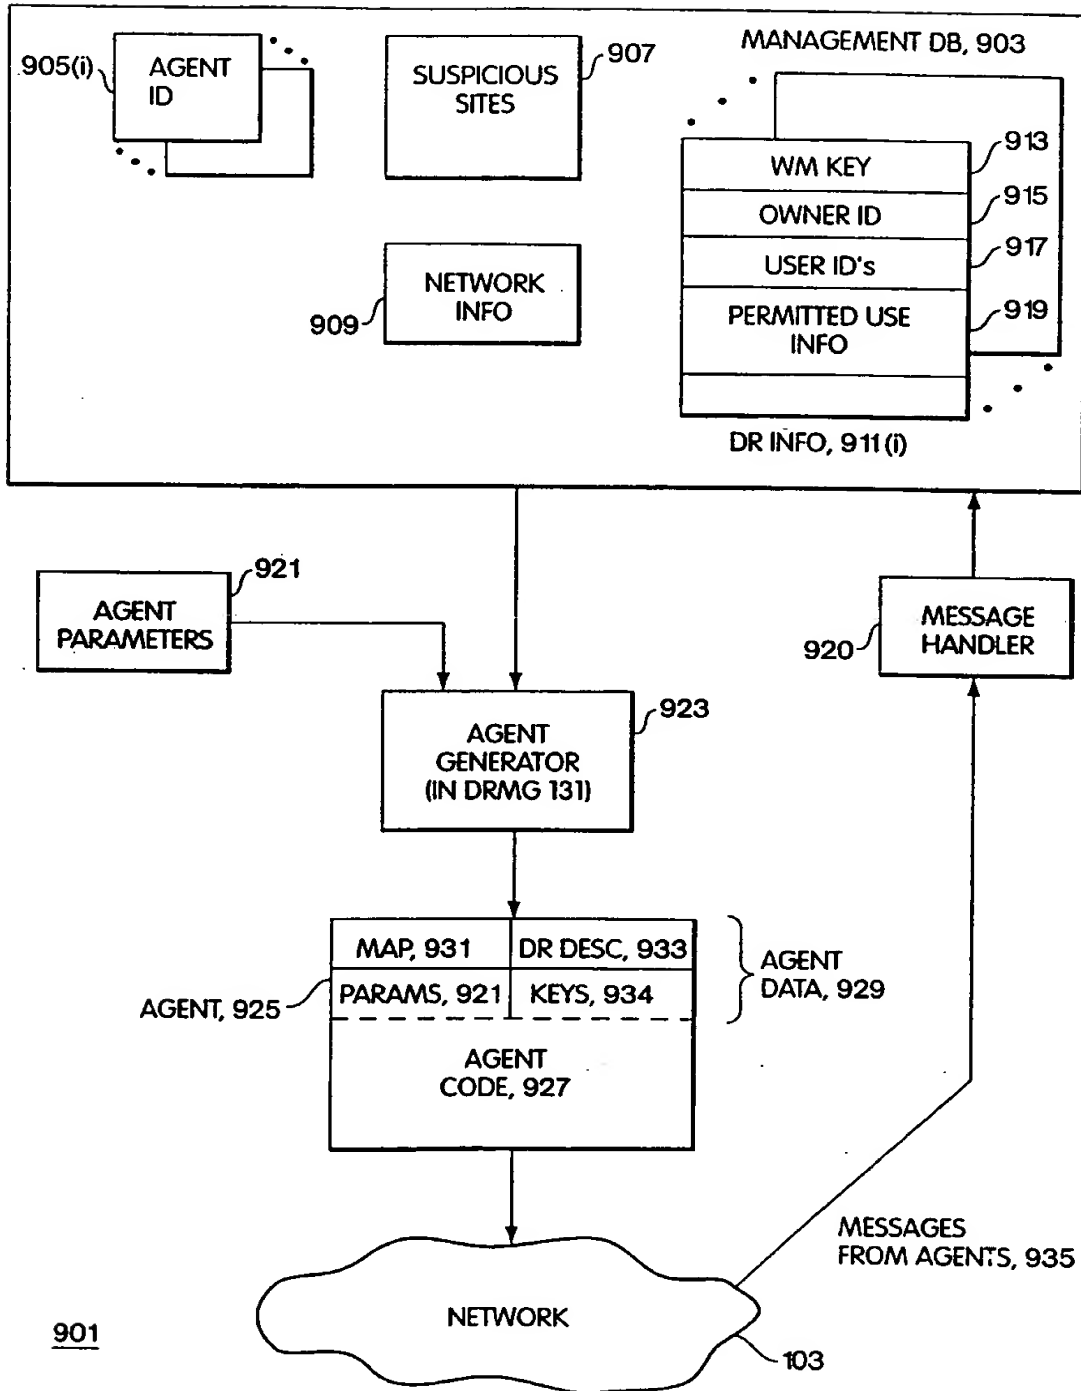 MANAGEMENT DB, 903
905(i)
AGENT
ID
SUSPICIOUS
SITES
907
NETWORK
INFO
909
WM KEY
913
OWNER ID
915
USER ID's
917
PERMITTED USE
INFO
919
DR INFO, 911(i)
AGENT
PARAMETERS
921
MESSAGE
HANDLER
920
AGENT
GENERATOR
(IN DRMG 131)
923
MAP, 931
DR DESC, 933
PARAMS, 921
KEYS, 934
AGENT, 925
AGENT
DATA, 929
AGENT
CODE, 927
MESSAGES
FROM AGENTS, 935
NETWORK
103
901